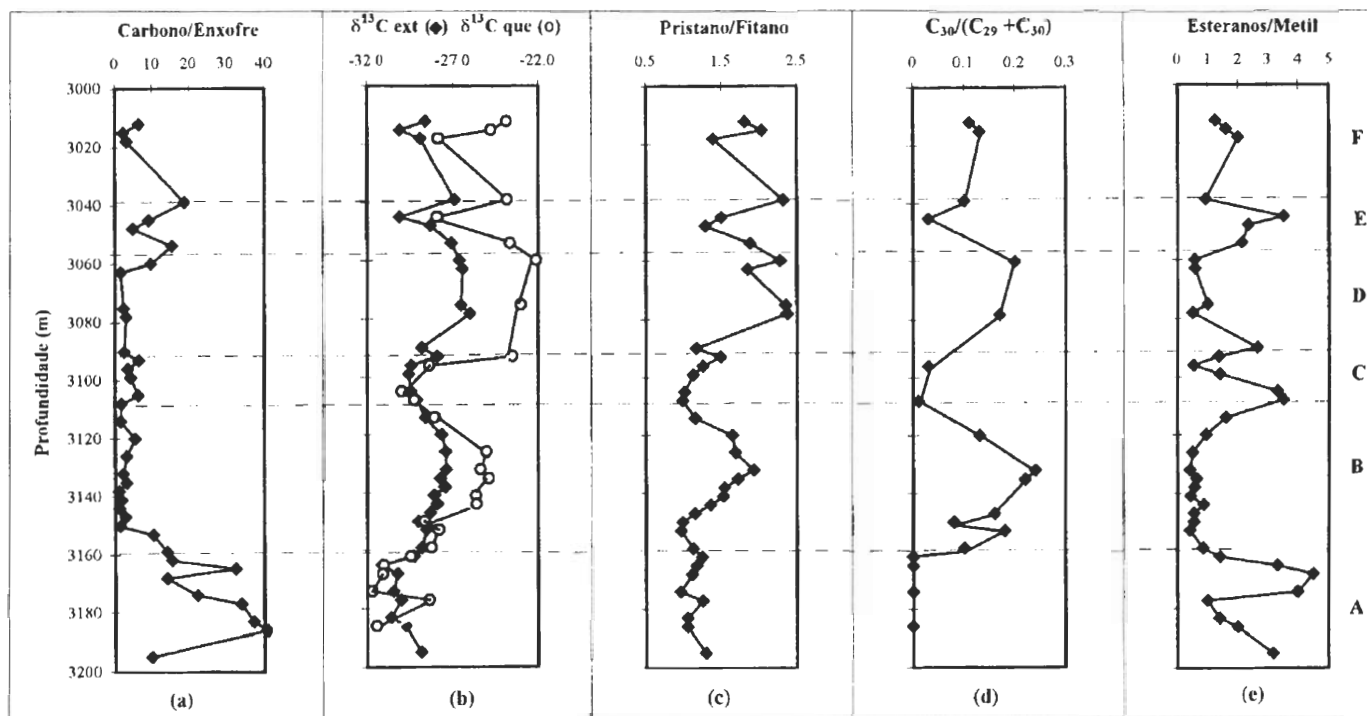 Carbono/Enxofre
0 10 20 30 40
δ¹³C ext (◆) δ¹³C que (o)
-32.0 -27.0 -22.0
Pristano/Fitano
0.5 1.5 2.5
C₃₀/(C₂₉ +C₃₀)
0 0.1 0.2 0.3
Esteranos/Metil
0 1 2 3 4 5
Profundidade (m)
3000
3020
3040
3060
3080
3100
3120
3140
3160
3180
3200
F
E
D
C
B
A
(a)
(b)
(c)
(d)
(e)